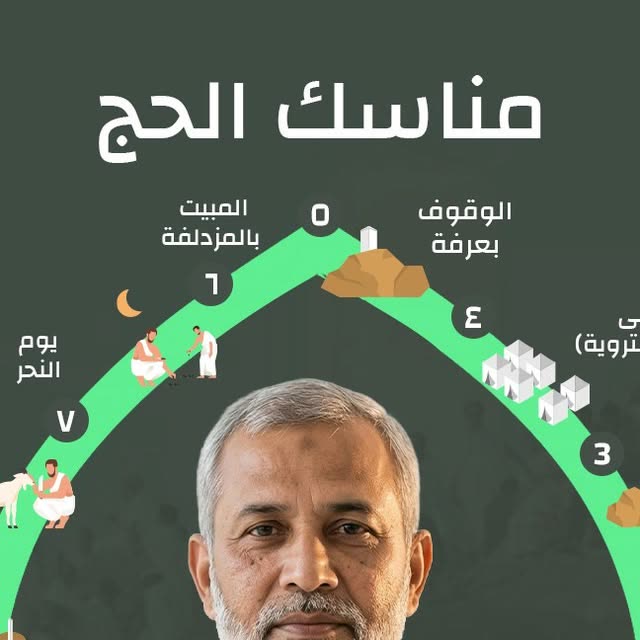 مناسك الحج
الوقوف
بعرفة
المبيت
بالمزدلفة
يوم
النحر
3
٤
٥
٦
٧